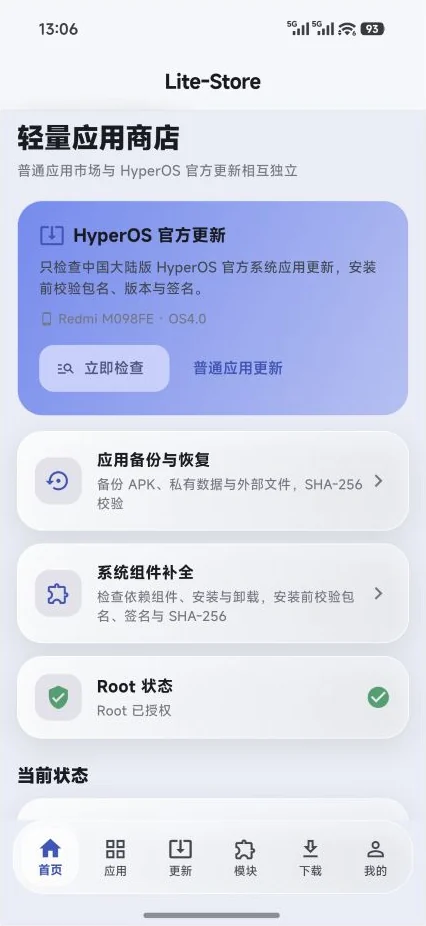 13:06
5G 5G 93
Lite-Store
轻量应用商店
普通应用市场与 HyperOS 官方更新相互独立
HyperOS 官方更新
只检查中国大陆版 HyperOS 官方系统应用更新，安装
前校验包名、版本与签名。
Redmi M098FE · OS4.0
立即检查
普通应用更新
应用备份与恢复
备份 APK、私有数据与外部文件，SHA-256
校验
系统组件补全
检查依赖组件、安装与卸载，安装前校验包
名、签名与 SHA-256
Root 状态
Root 已授权
当前状态
首页
应用
更新
模块
下载
我的